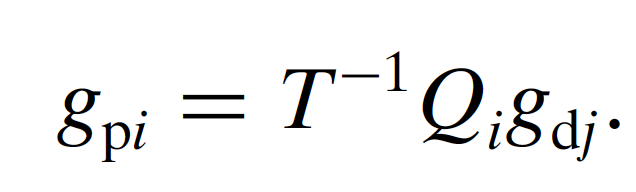 g_{pi} = T^{-1}Q_i g_{dj}.